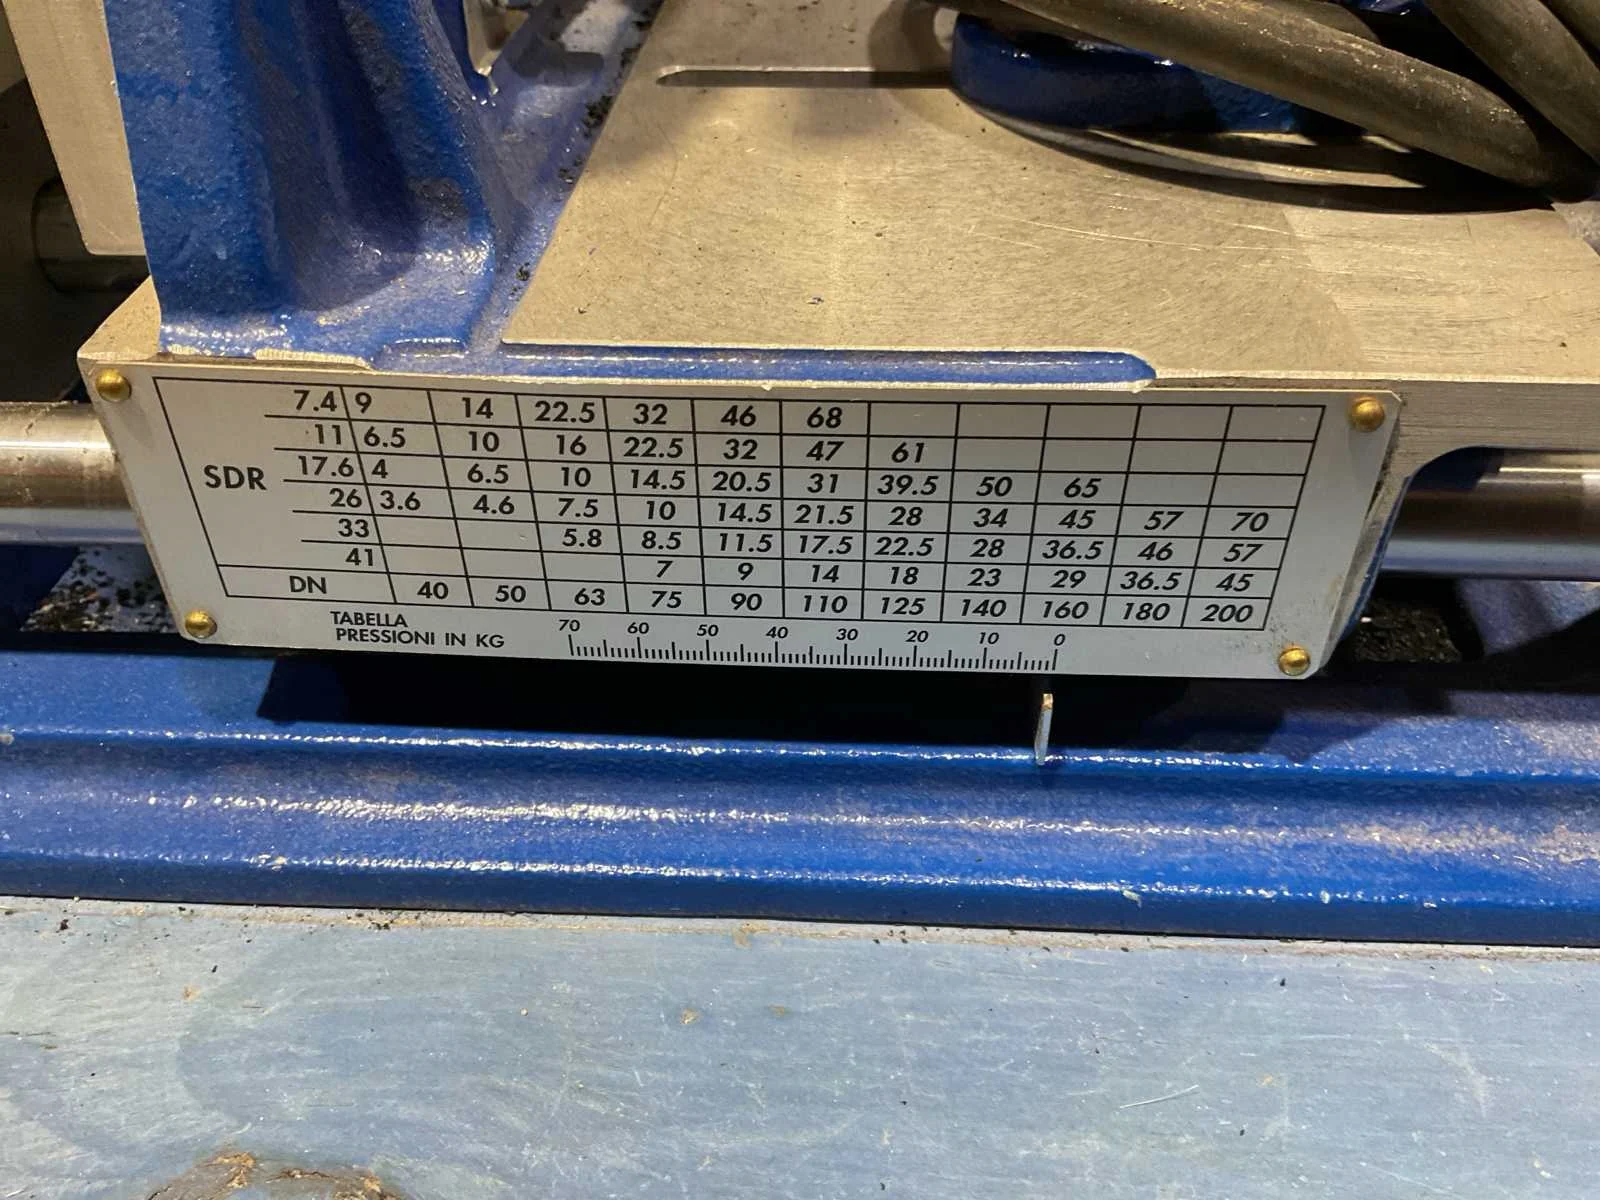 7.4 9 14 22.5 32 46 68
11 6.5 10 16 22.5 32 47 61
SDR
17.6 4 6.5 10 14.5 20.5 31 39.5 50 65
26 3.6 4.6 7.5 10 14.5 21.5 28 34 45 57 70
33 5.8 8.5 11.5 17.5 22.5 28 36.5 46 57
41 7 9 14 18 23 29 36.5 45
DN 40 50 63 75 90 110 125 140 160 180 200
TABELLA
PRESSIONI IN KG
70 60 50 40 30 20 10 0